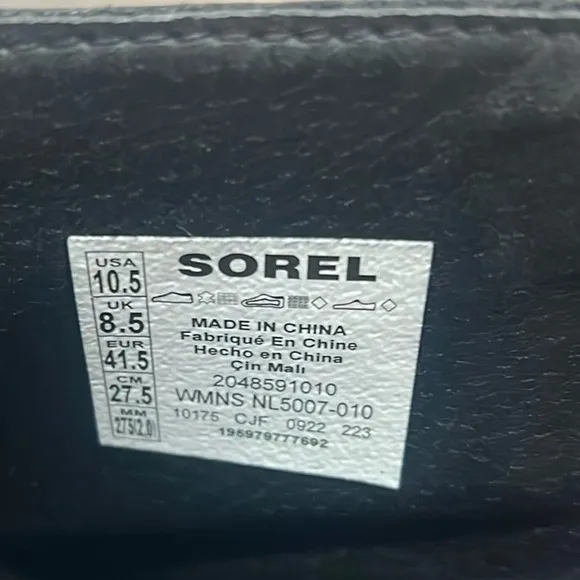 USA
10.5
UK
8.5
EUR
41.5
CM
27.5
MM
275(2.0)
SOREL
MADE IN CHINA
Fabriqué En Chine
Hecho en China
Çin Malı
2048591010
WMNS NL5007-010
10175 CJF 0922 223
195979777692